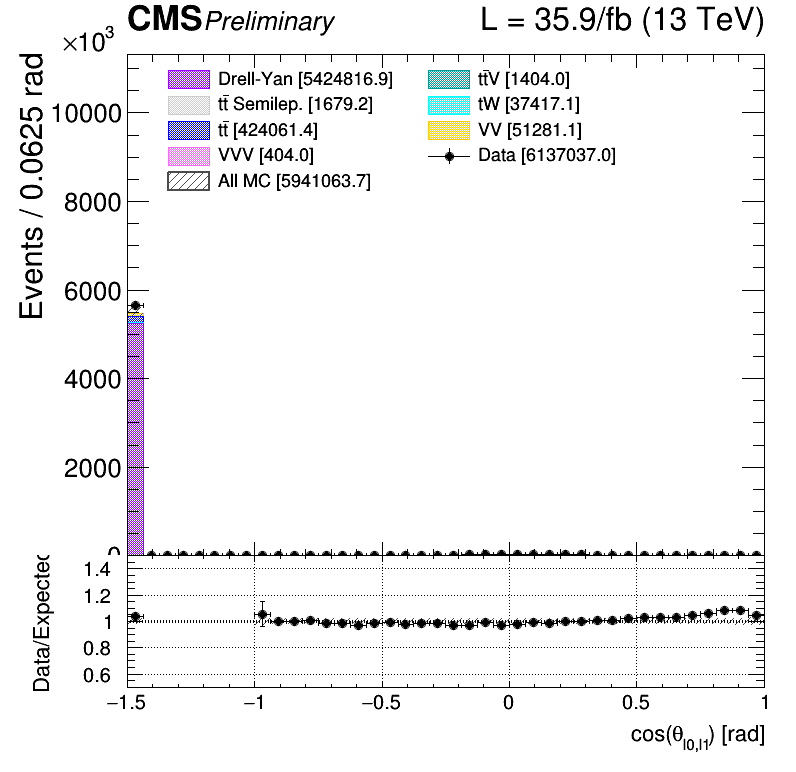 CMS Preliminary L = 35.9/fb (13 TeV)
×10³
Events / 0.0625 rad
Drell-Yan [5424816.9]
tt̄ Semilep. [1679.2]
tt̄ [424061.4]
VVV [404.0]
All MC [5941063.7]
tt̄V [1404.0]
tW [37417.1]
VV [51281.1]
Data [6137037.0]
10000
8000
6000
4000
2000
0
Data/Expected
1.4
1.2
1
0.8
0.6
−1.5 −1 −0.5 0 0.5 1
cos(θ_{l0,l1}) [rad]